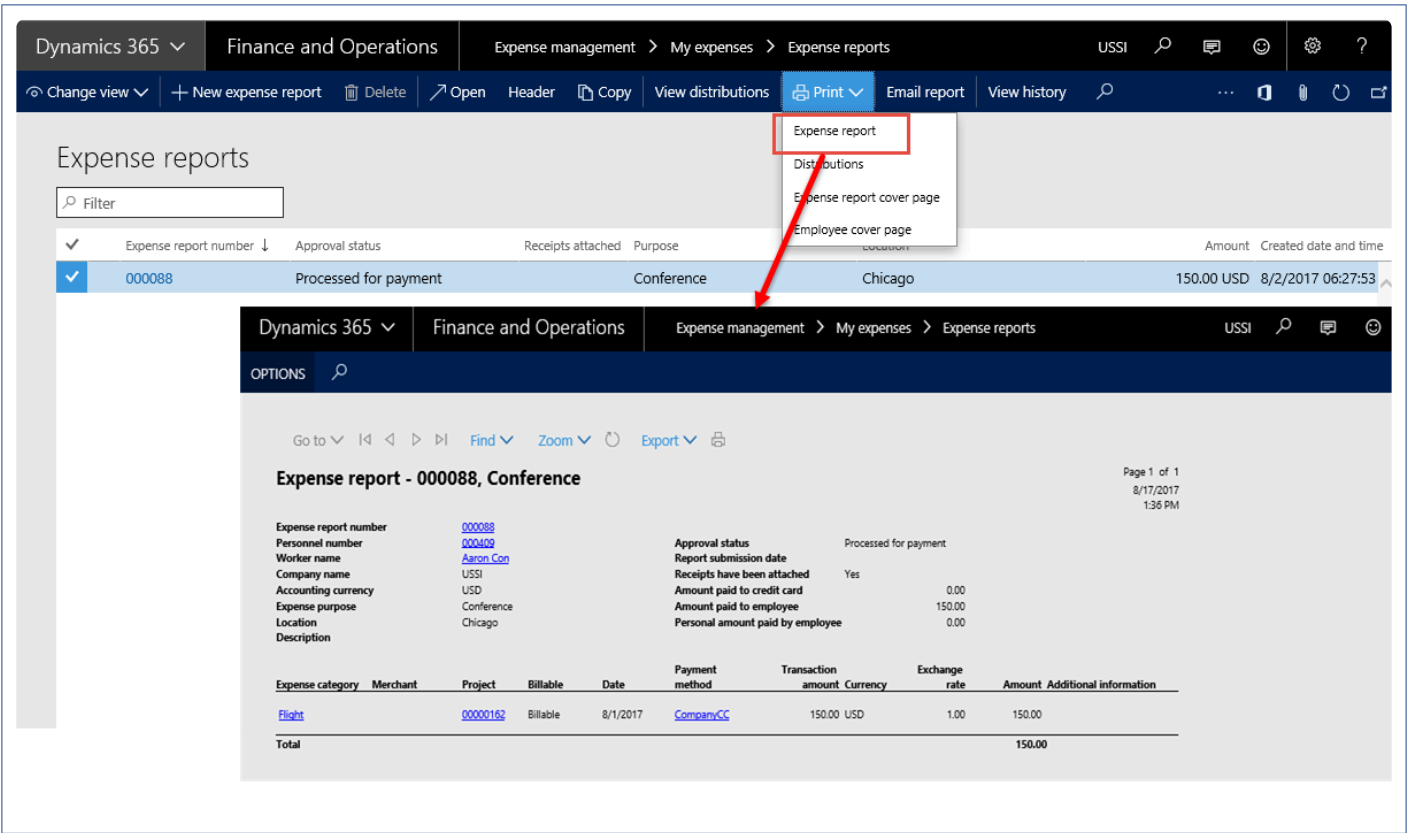 Dynamics 365 Finance and Operations Expense management > My expenses > Expense reports USSI ?
Change view + New expense report Delete Open Header Copy View distributions Print Email report View history ...
Expense report
Distributions
Expense report cover page
Employee cover page
Expense reports
Filter
Expense report number ↓ Approval status Receipts attached Purpose Location Amount Created date and time
000088 Processed for payment Conference Chicago 150.00 USD 8/2/2017 06:27:53
Dynamics 365 Finance and Operations Expense management > My expenses > Expense reports USSI
OPTIONS
Go to Find Zoom Export
Expense report - 000088, Conference Page 1 of 1
8/17/2017
1:36 PM
Expense report number 000088
Personnel number 000409 Approval status Processed for payment
Worker name Aaron Con Report submission date
Company name USSI Receipts have been attached Yes
Accounting currency USD Amount paid to credit card 0.00
Expense purpose Conference Amount paid to employee 150.00
Location Chicago Personal amount paid by employee 0.00
Description
Payment Transaction Exchange
Expense category Merchant Project Billable Date method amount Currency rate Amount Additional information
Flight 00000162 Billable 8/1/2017 CompanyCC 150.00 USD 1.00 150.00
Total 150.00